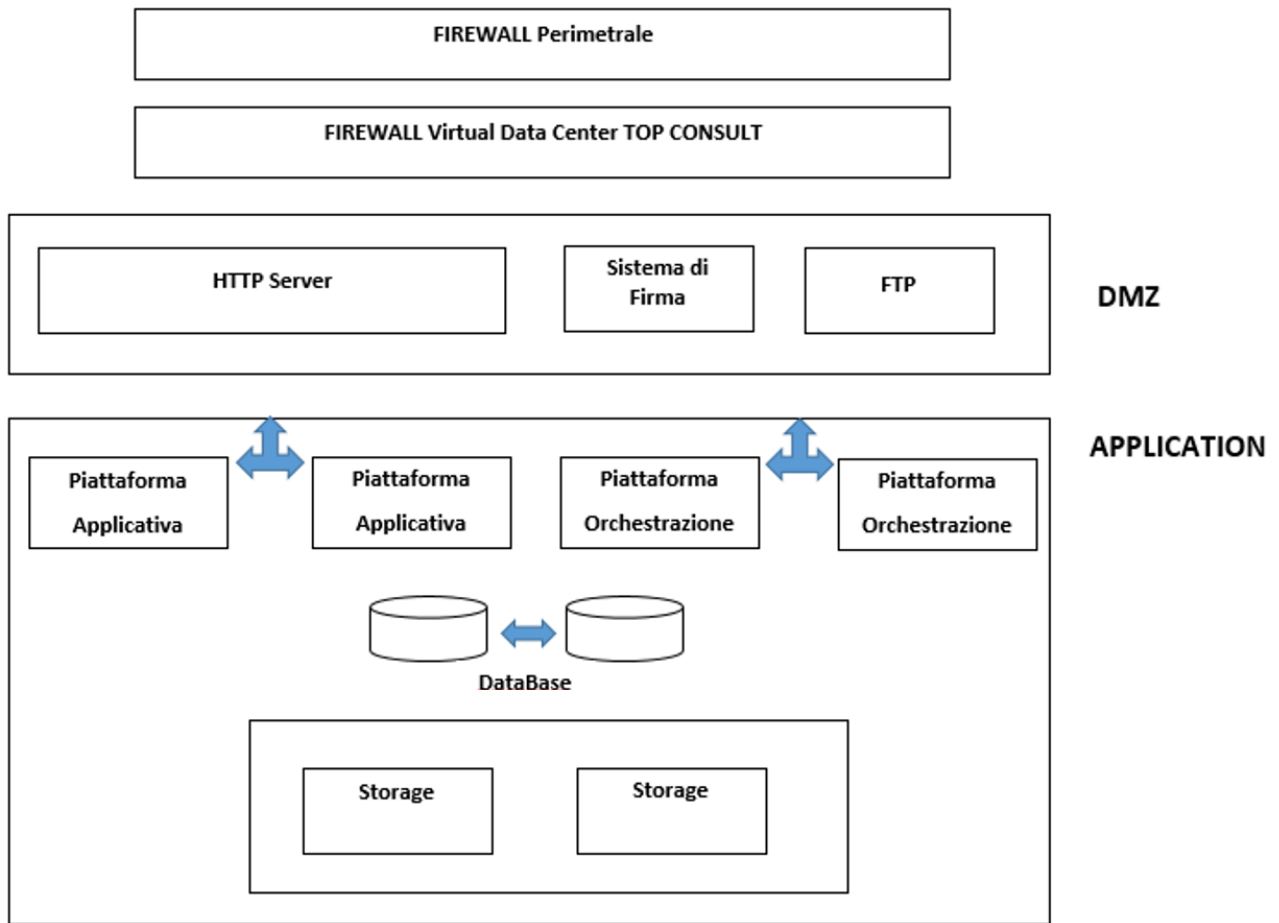 FIREWALL Perimetrale
FIREWALL Virtual Data Center TOP CONSULT
HTTP Server
Sistema di
Firma
FTP
DMZ
APPLICATION
Piattaforma
Applicativa
Piattaforma
Applicativa
Piattaforma
Orchestrazione
Piattaforma
Orchestrazione
DataBase
Storage
Storage